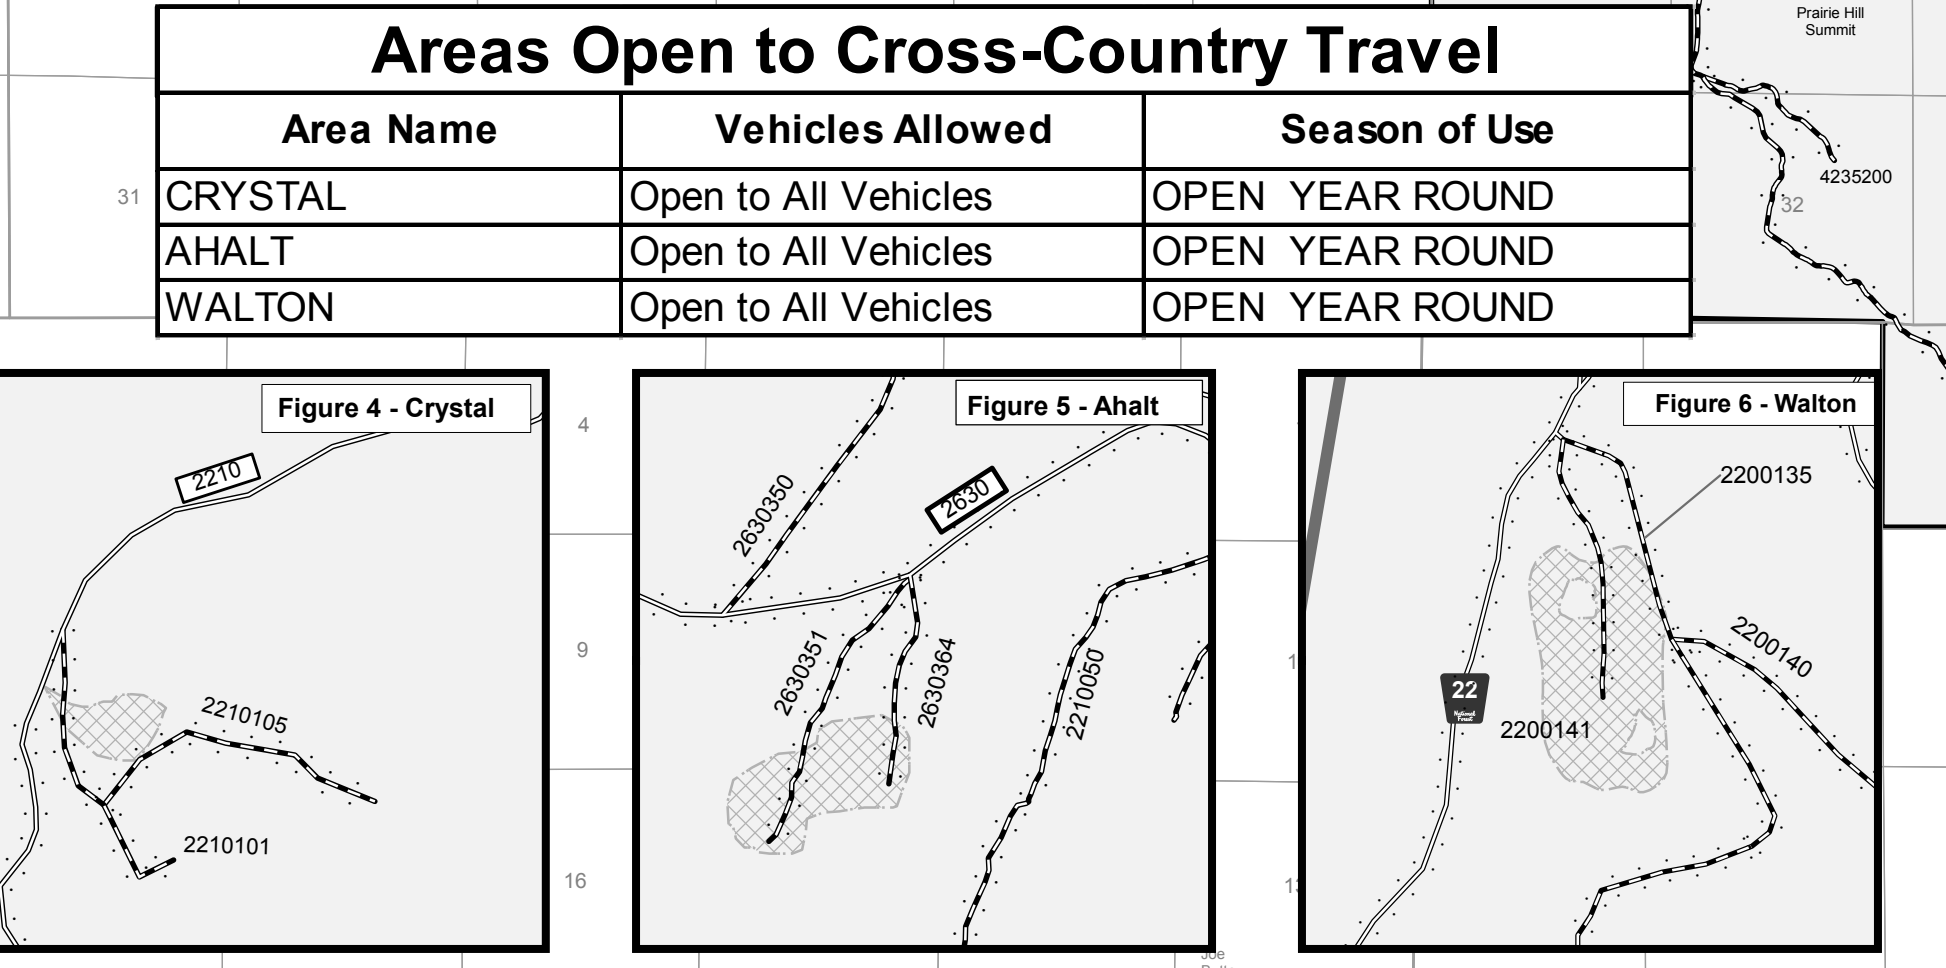 Prairie Hill
Summit
Areas Open to Cross-Country Travel
Area Name Vehicles Allowed Season of Use
CRYSTAL Open to All Vehicles OPEN YEAR ROUND
AHALT Open to All Vehicles OPEN YEAR ROUND
WALTON Open to All Vehicles OPEN YEAR ROUND
31
4235200
32
Figure 4 - Crystal
2210
2210105
2210101
4
9
16
Figure 5 - Ahalt
2630350
2630
2630351
2630364
2210050
Figure 6 - Walton
2200135
2200140
22
National
Forest
2200141
Joe